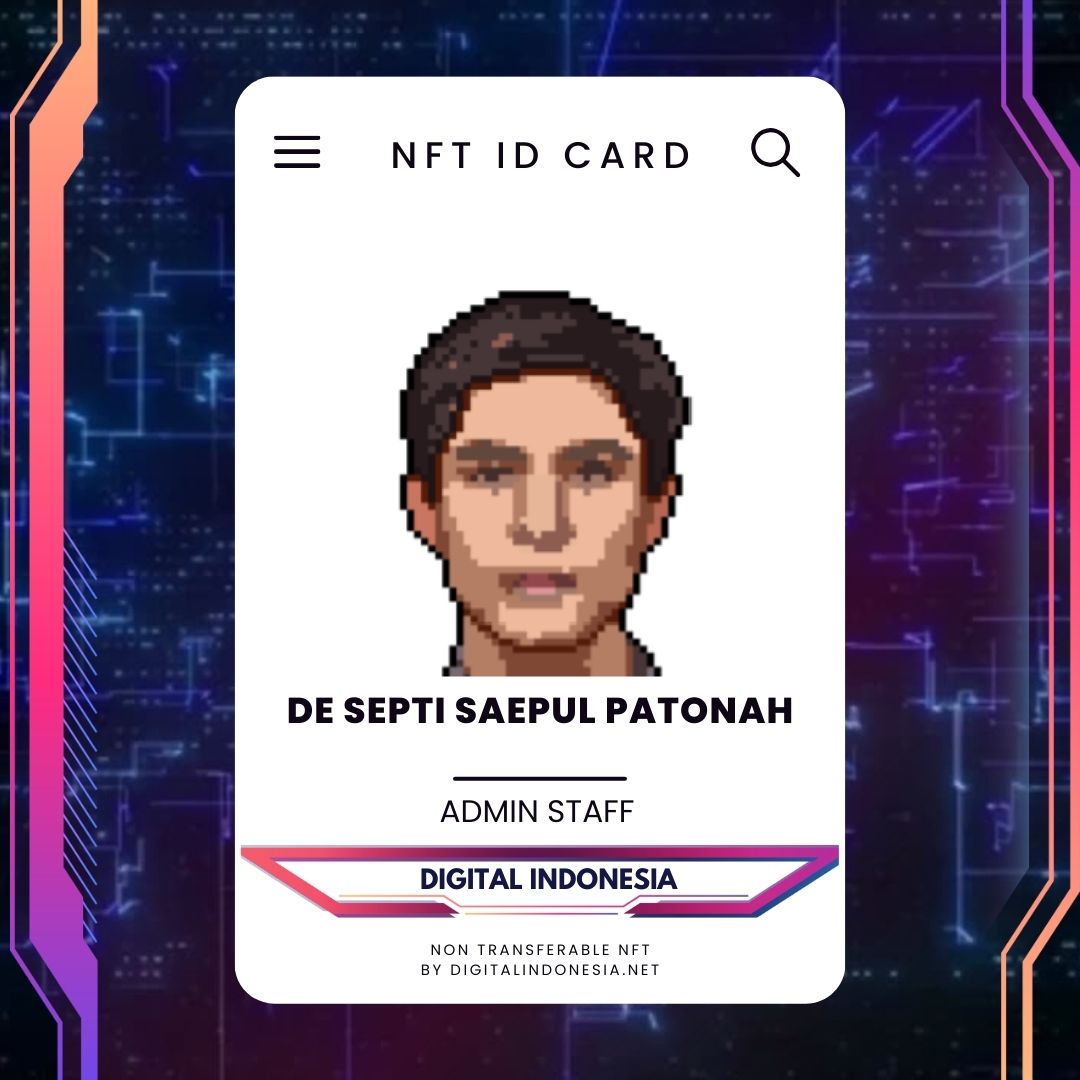 NFT ID CARD
DE SEPTI SAEPUL PATONAH
ADMIN STAFF
DIGITAL INDONESIA
NON TRANSFERABLE NFT
BY DIGITALINDONESIA.NET